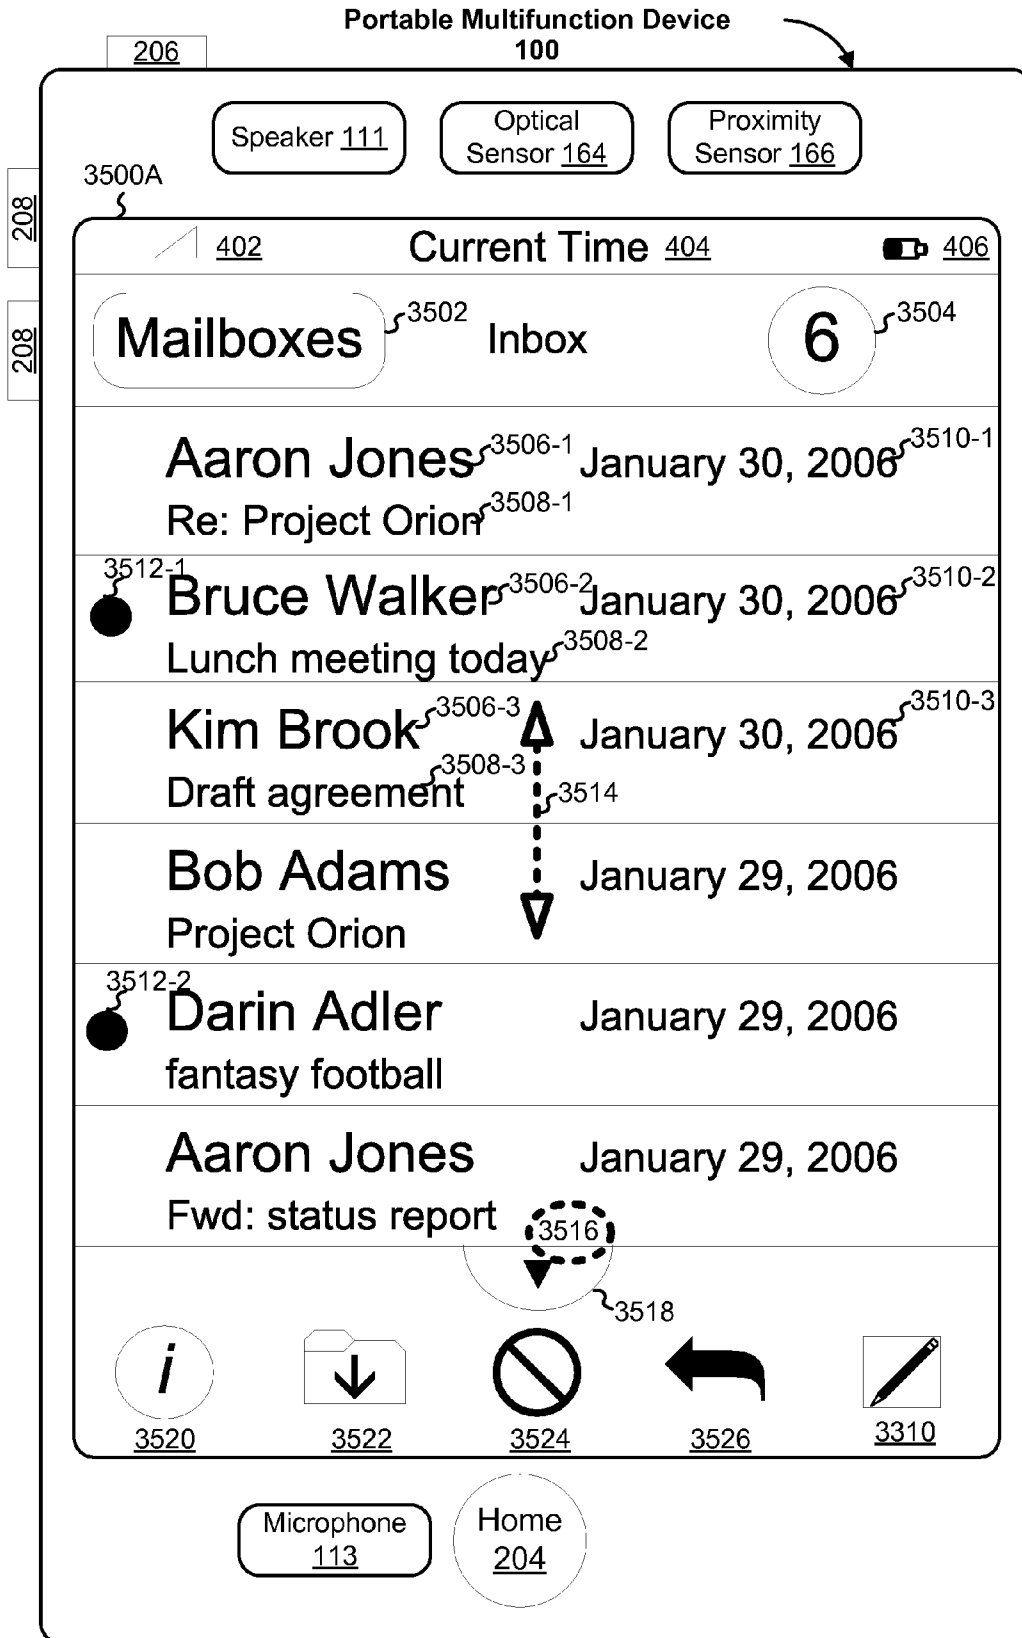 Portable Multifunction Device
100
206
Speaker 111
Optical
Sensor 164
Proximity
Sensor 166
3500A
208
208
402
Current Time 404
406
Mailboxes
3502
Inbox
6
3504
Aaron Jones
3506-1
January 30, 2006
3510-1
Re: Project Orion
3508-1
3512-1
Bruce Walker
3506-2
January 30, 2006
3510-2
Lunch meeting today
3508-2
Kim Brook
3506-3
January 30, 2006
3510-3
Draft agreement
3508-3
3514
Bob Adams
January 29, 2006
Project Orion
3512-2
Darin Adler
January 29, 2006
fantasy football
Aaron Jones
January 29, 2006
Fwd: status report
3516
3518
i
3520
3522
3524
3526
3310
Microphone
113
Home
204